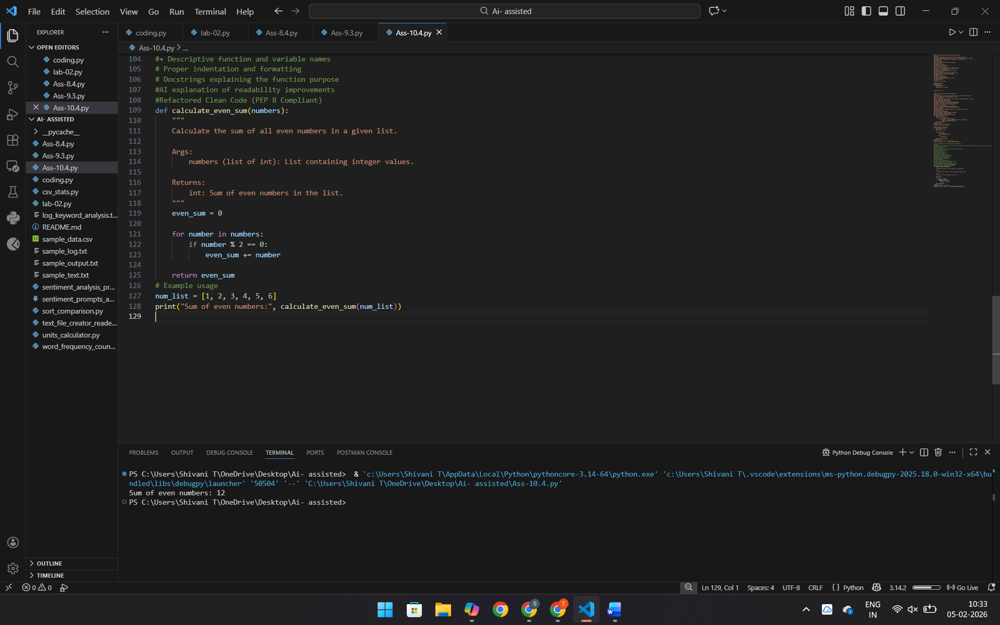 File Edit Selection View Go Run Terminal Help
Ai- assisted
EXPLORER
OPEN EDITORS
coding.py
lab-02.py
Ass-8.4.py
Ass-9.3.py
Ass-10.4.py
AI- ASSISTED
__pycache__
Ass-8.4.py
Ass-9.3.py
Ass-10.4.py
coding.py
csv_stats.py
lab-02.py
log_keyword_analysis.t...
README.md
sample_data.csv
sample_log.txt
sample_output.txt
sample_text.txt
sentiment_analysis_pr...
sentiment_prompts_a...
sort_comparison.py
text_file_creator_reade...
units_calculator.py
word_frequency_coun...
OUTLINE
TIMELINE
coding.py lab-02.py Ass-8.4.py Ass-9.3.py Ass-10.4.py
Ass-10.4.py > ...
104 #• Descriptive function and variable names
105 # Proper indentation and formatting
106 # Docstrings explaining the function purpose
107 #AI explanation of readability improvements
108 #Refactored Clean Code (PEP 8 Compliant)
109 def calculate_even_sum(numbers):
110 """
111 Calculate the sum of all even numbers in a given list.
112
113 Args:
114 numbers (list of int): List containing integer values.
115
116 Returns:
117 int: Sum of even numbers in the list.
118 """
119 even_sum = 0
120
121 for number in numbers:
122 if number % 2 == 0:
123 even_sum += number
124
125 return even_sum
126 # Example usage
127 num_list = [1, 2, 3, 4, 5, 6]
128 print("Sum of even numbers:", calculate_even_sum(num_list))
129
PROBLEMS OUTPUT DEBUG CONSOLE TERMINAL PORTS POSTMAN CONSOLE
Python Debug Console
PS C:\Users\Shivani T\OneDrive\Desktop\Ai- assisted> & 'c:\Users\Shivani T\AppData\Local\Python\pythoncore-3.14-64\python.exe' 'c:\Users\Shivani T\.vscode\extensions\ms-python.debugpy-2025.18.0-win32-x64\bu
ndled\libs\debugpy\launcher' '50504' '--' 'C:\Users\Shivani T\OneDrive\Desktop\Ai- assisted\Ass-10.4.py'
Sum of even numbers: 12
PS C:\Users\Shivani T\OneDrive\Desktop\Ai- assisted>
0 0
Ln 129, Col 1 Spaces: 4 UTF-8 CRLF { } Python 3.14.2 Go Live
S
T
W
ENG
IN
10:33
05-02-2026